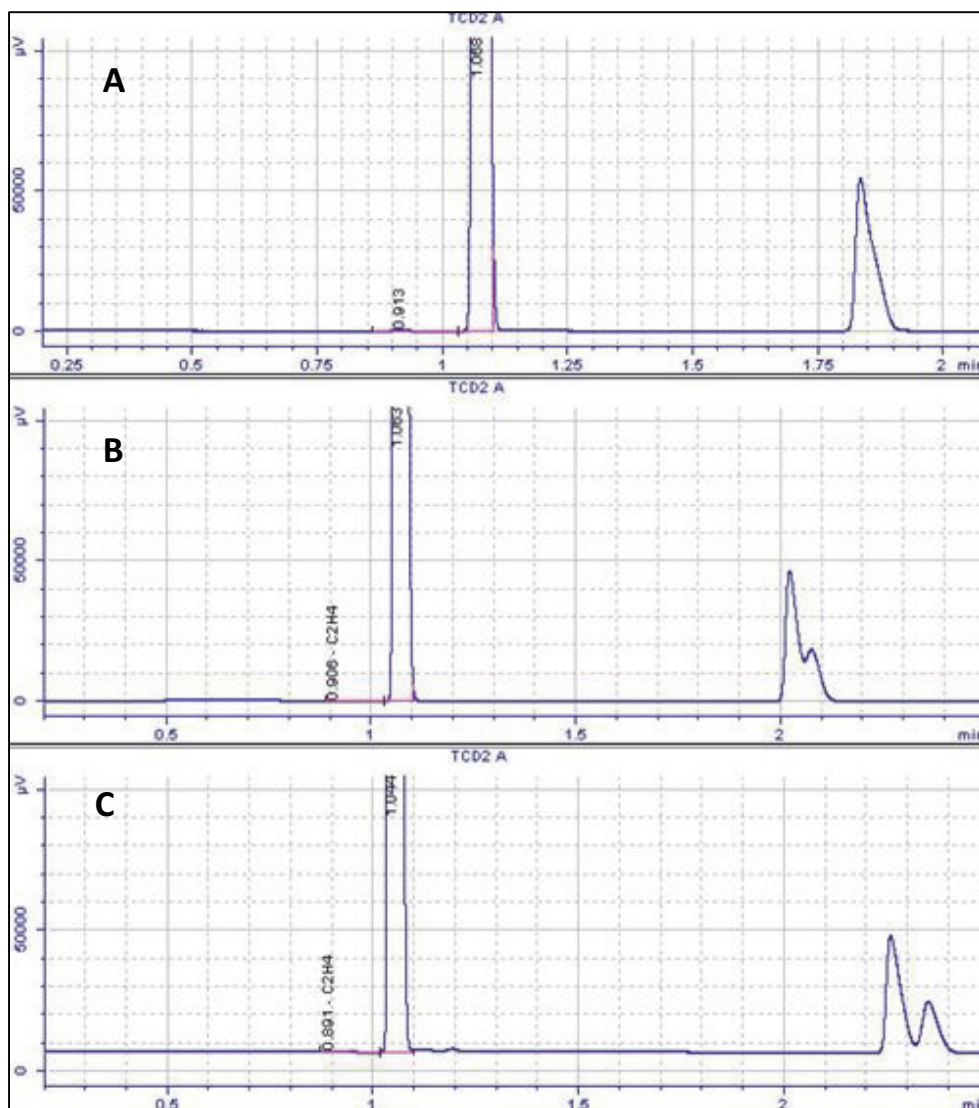 TCD2 A
µV
A
50000
0
1.068
0.913
0.25 0.5 0.75 1 1.25 1.5 1.75 2 min
TCD2 A
µV
B
50000
0
1.063
0.906 - C2H4
0.5 1 1.5 2 min
TCD2 A
µV
C
50000
0
1.044
0.891 - C2H4
0.5 1 1.5 2